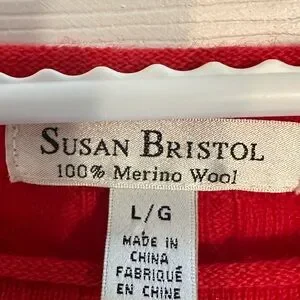 SUSAN BRISTOL
100% Merino Wool
L/G
MADE IN
CHINA
FABRIQUÉ
EN CHINE